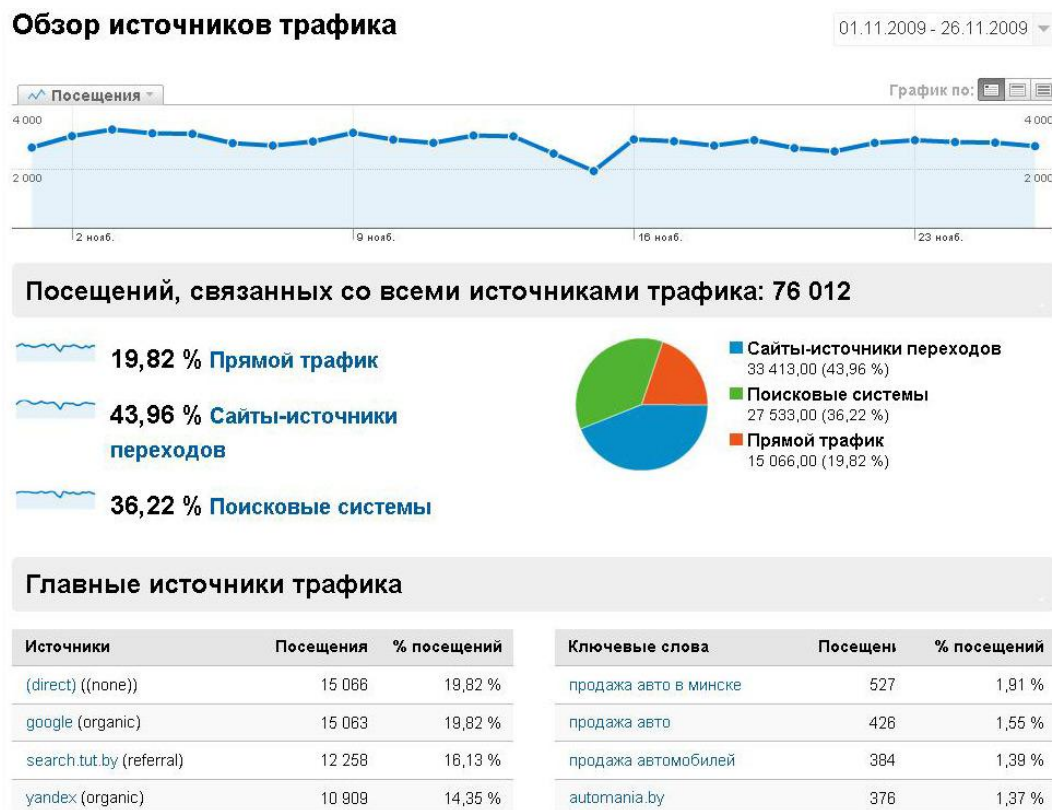 Обзор источников трафика
01.11.2009 - 26.11.2009
Посещения
График по:
4 000
4 000
2 000
2 000
2 нояб.
9 нояб.
16 нояб.
23 нояб.
Посещений, связанных со всеми источниками трафика: 76 012
19,82 % Прямой трафик
43,96 % Сайты-источники
переходов
36,22 % Поисковые системы
Сайты-источники переходов
33 413,00 (43,96 %)
Поисковые системы
27 533,00 (36,22 %)
Прямой трафик
15 066,00 (19,82 %)
Главные источники трафика
Источники Посещения % посещений
(direct) ((none)) 15 066 19,82 %
google (organic) 15 063 19,82 %
search.tut.by (referral) 12 258 16,13 %
yandex (organic) 10 909 14,35 %
Ключевые слова Посещени % посещений
продажа авто в минске 527 1,91 %
продажа авто 426 1,55 %
продажа автомобилей 384 1,39 %
automania.by 376 1,37 %